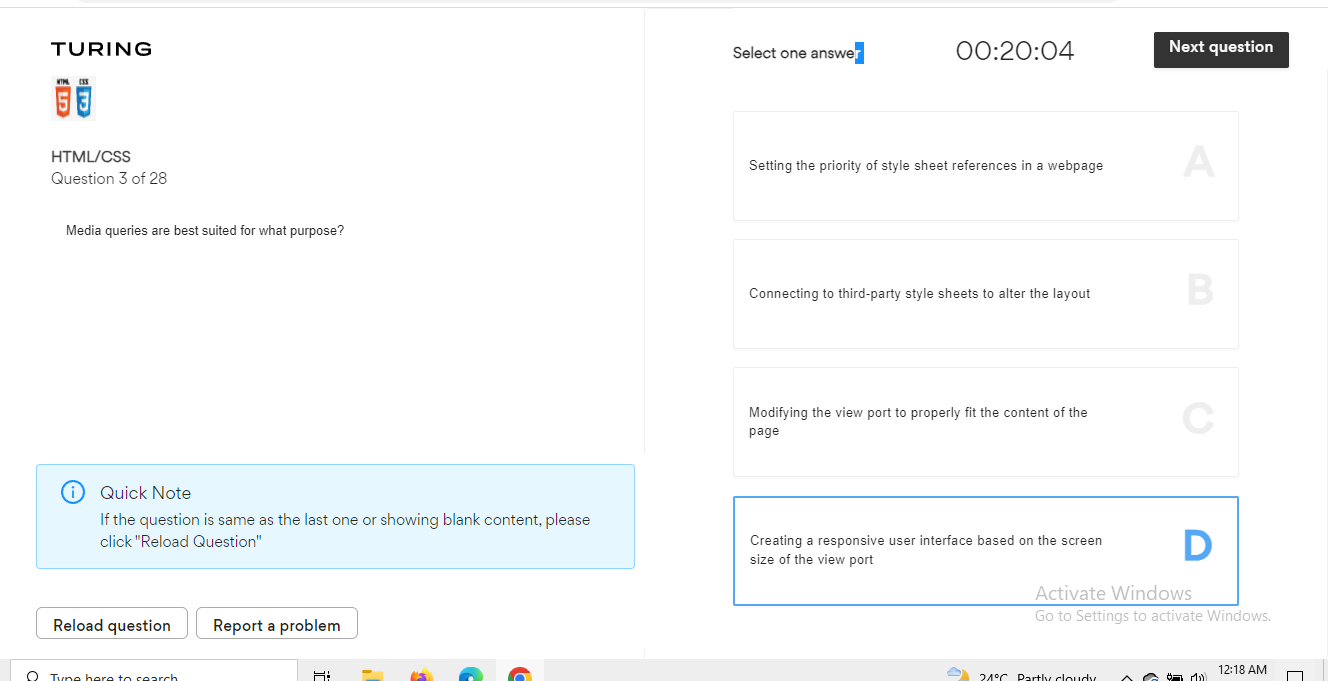 TURING
HTML CSS
5 3
HTML/CSS
Question 3 of 28
Media queries are best suited for what purpose?
Quick Note
If the question is same as the last one or showing blank content, please
click "Reload Question"
Reload question
Report a problem
Select one answer
00:20:04
Next question
Setting the priority of style sheet references in a webpage
A
Connecting to third-party style sheets to alter the layout
B
Modifying the view port to properly fit the content of the
page
C
Creating a responsive user interface based on the screen
size of the view port
D
Activate Windows
Go to Settings to activate Windows.
Type here to search
24°C Partly cloudy
12:18 AM